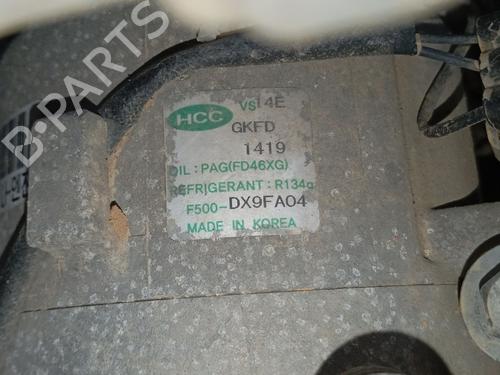 B-PARTS
HCC VS14E
GKFD
1419
OIL : PAG(FD46XG)
REFRIGERANT : R134a
F500-DX9FA04
MADE IN KOREA